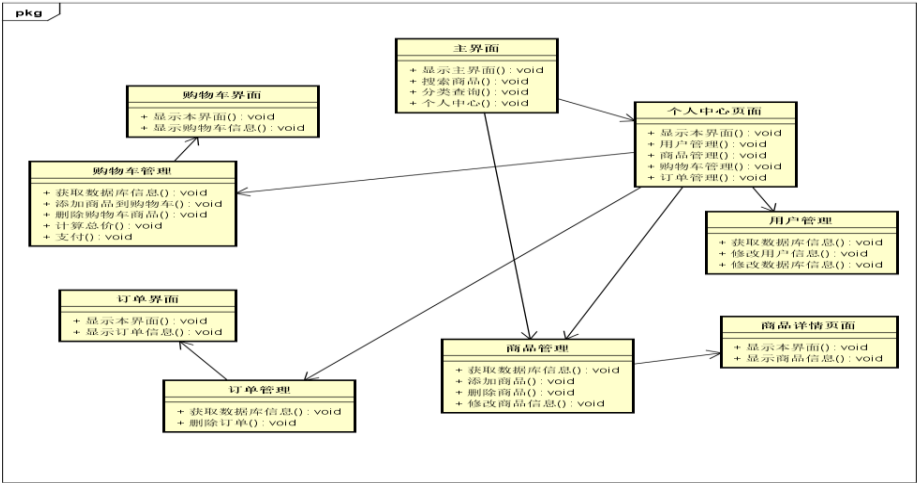 pkg
主界面
+ 显示主界面() : void
+ 搜索商品() : void
+ 分类查询() : void
+ 个人中心() : void
购物车界面
+ 显示本界面() : void
+ 显示购物车信息() : void
个人中心页面
+ 显示本界面() : void
+ 用户管理() : void
+ 商品管理() : void
+ 购物车管理() : void
+ 订单管理() : void
购物车管理
+ 获取数据库信息() : void
+ 添加商品到购物车() : void
+ 删除购物车商品() : void
+ 计算总价() : void
+ 支付() : void
用户管理
+ 获取数据库信息() : void
+ 修改用户信息() : void
+ 修改数据库信息() : void
订单界面
+ 显示本界面() : void
+ 显示订单信息() : void
商品详情页面
+ 显示本界面() : void
+ 显示商品信息() : void
商品管理
+ 获取数据库信息() : void
+ 添加商品() : void
+ 删除商品() : void
+ 修改商品信息() : void
订单管理
+ 获取数据库信息() : void
+ 删除订单() : void